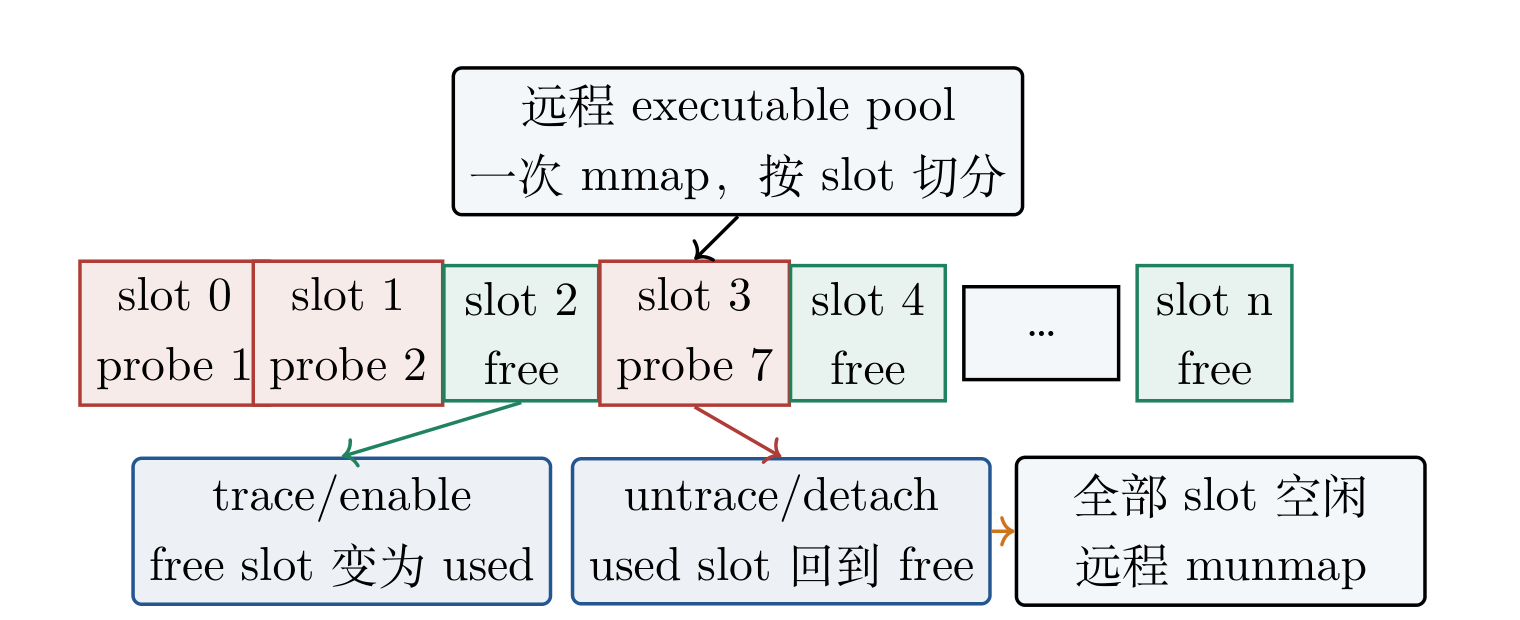 远程 executable pool
一次 mmap，按 slot 切分
slot 0
probe 1
slot 1
probe 2
slot 2
free
slot 3
probe 7
slot 4
free
...
slot n
free
trace/enable
free slot 变为 used
untrace/detach
used slot 回到 free
全部 slot 空闲
远程 munmap